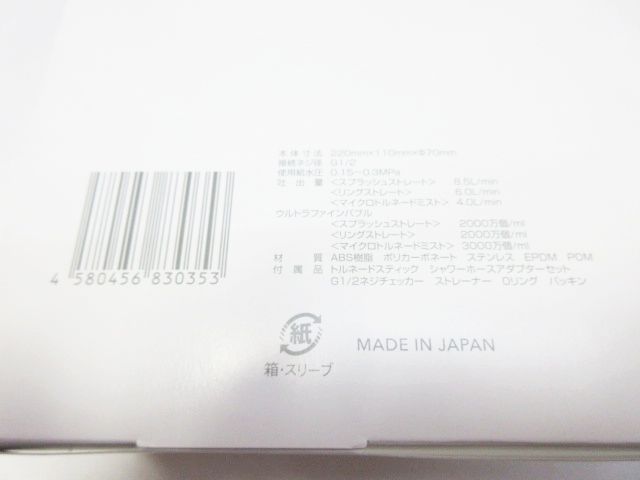 本体寸法 220mm×110mm×Φ70mm
接続ネジ径 G1/2
使用給水圧 0.15〜0.3MPa
吐出量 <スプラッシュストレート> 8.5L/min
<リングストレート> 6.0L/min
<マイクロトルネードミスト> 4.0L/min
ウルトラファインバブル
<スプラッシュストレート> 2000万個/ml
<リングストレート> 2000万個/ml
<マイクロトルネードミスト> 3000万個/ml
材質 ABS樹脂 ポリカーボネート ステンレス EPDM POM
付属品 トルネードスティック シャワーホースアダプターセット
G1/2ネジチェッカー ストレーナー Oリング パッキン
4 580456 830353
紙
箱・スリーブ
MADE IN JAPAN